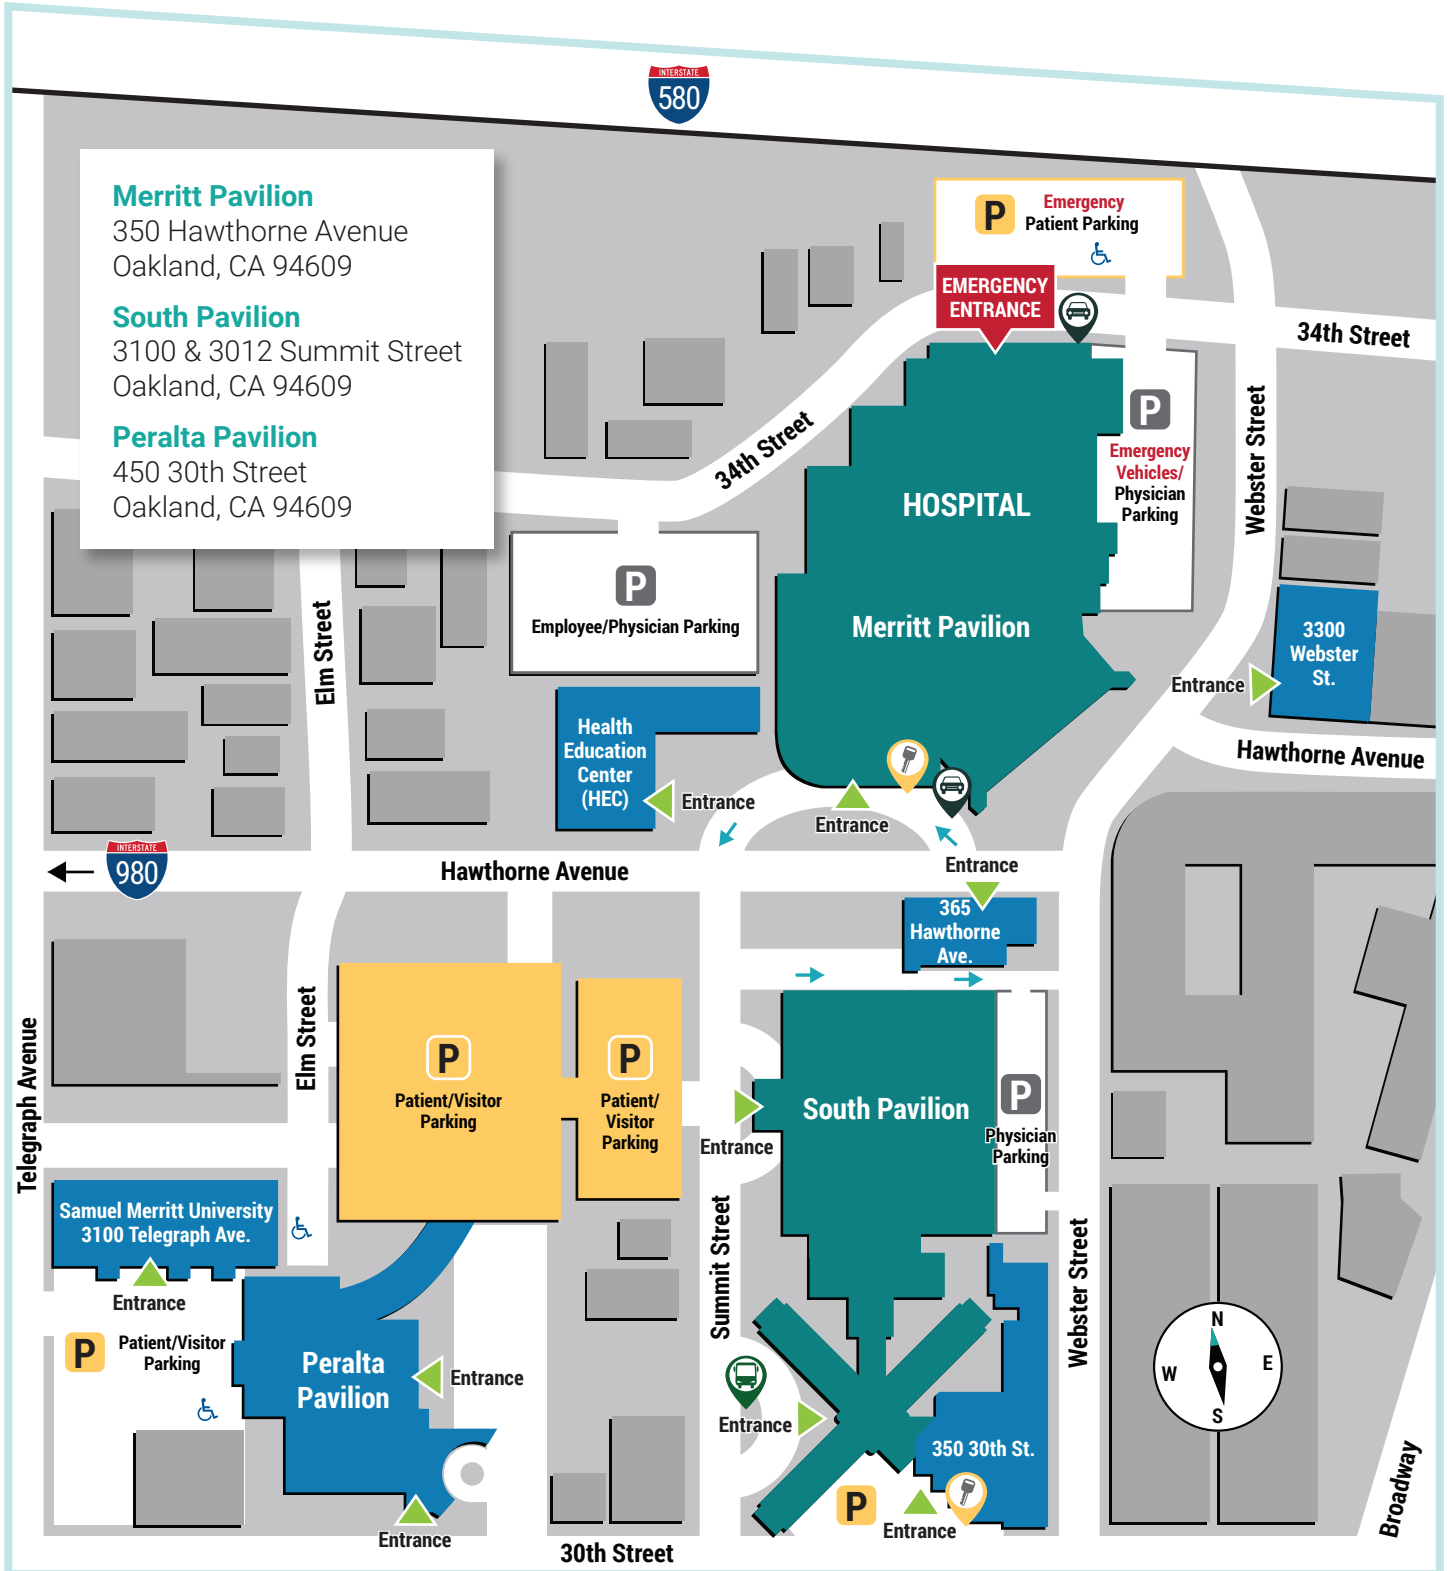 INTERSTATE
580
Merritt Pavilion
350 Hawthorne Avenue
Oakland, CA 94609
South Pavilion
3100 & 3012 Summit Street
Oakland, CA 94609
Peralta Pavilion
450 30th Street
Oakland, CA 94609
P
Emergency
Patient Parking
EMERGENCY
ENTRANCE
34th Street
34th Street
Webster Street
P
Emergency
Vehicles/
Physician
Parking
HOSPITAL
Merritt Pavilion
P
Employee/Physician Parking
Elm Street
3300
Webster
St.
Entrance
Health
Education
Center
(HEC)
Entrance
Entrance
Hawthorne Avenue
INTERSTATE
980
Hawthorne Avenue
Entrance
365
Hawthorne
Ave.
Telegraph Avenue
Elm Street
P
Patient/Visitor
Parking
P
Patient/
Visitor
Parking
Entrance
South Pavilion
P
Physician
Parking
Samuel Merritt University
3100 Telegraph Ave.
Entrance
P
Patient/Visitor
Parking
Peralta
Pavilion
Entrance
Entrance
Summit Street
Webster Street
Entrance
350 30th St.
P
Entrance
30th Street
N
E
S
W
Broadway